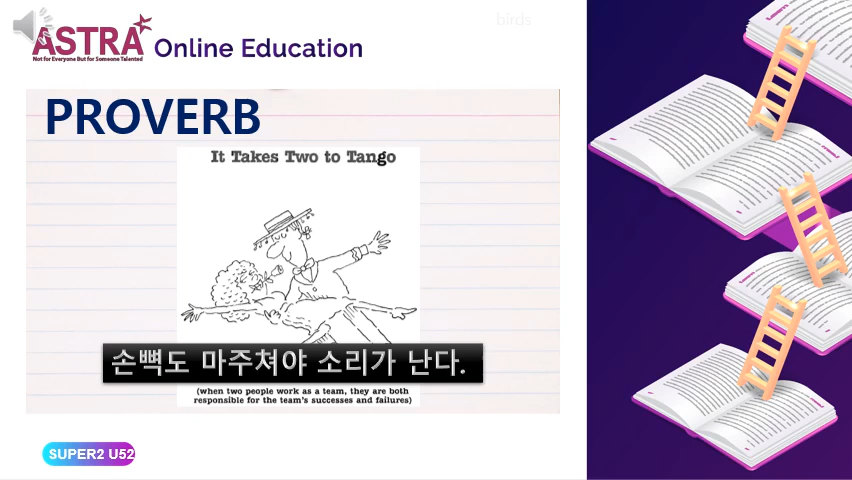 birds
ASTRA Online Education
Not for Everyone But for Someone Talented
PROVERB
It Takes Two to Tango
손뼉도 마주쳐야 소리가 난다.
(when two people work as a team, they are both
responsible for the team's successes and failures)
SUPER2 U52